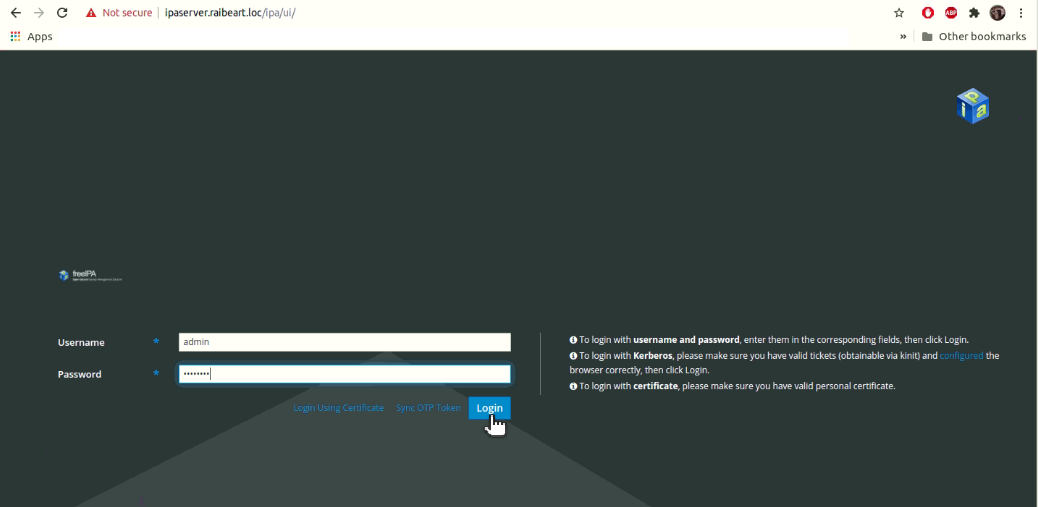 Not secure | ipaserver.raibeart.loc/ipa/ui/
ABP
Apps
» Other bookmarks
ipa
freeIPA
Username * admin
Password * ••••••••
Login Using Certificate Sync OTP Token Login
To login with username and password, enter them in the corresponding fields, then click Login.
To login with Kerberos, please make sure you have valid tickets (obtainable via kinit) and configured the
browser correctly, then click Login.
To login with certificate, please make sure you have valid personal certificate.